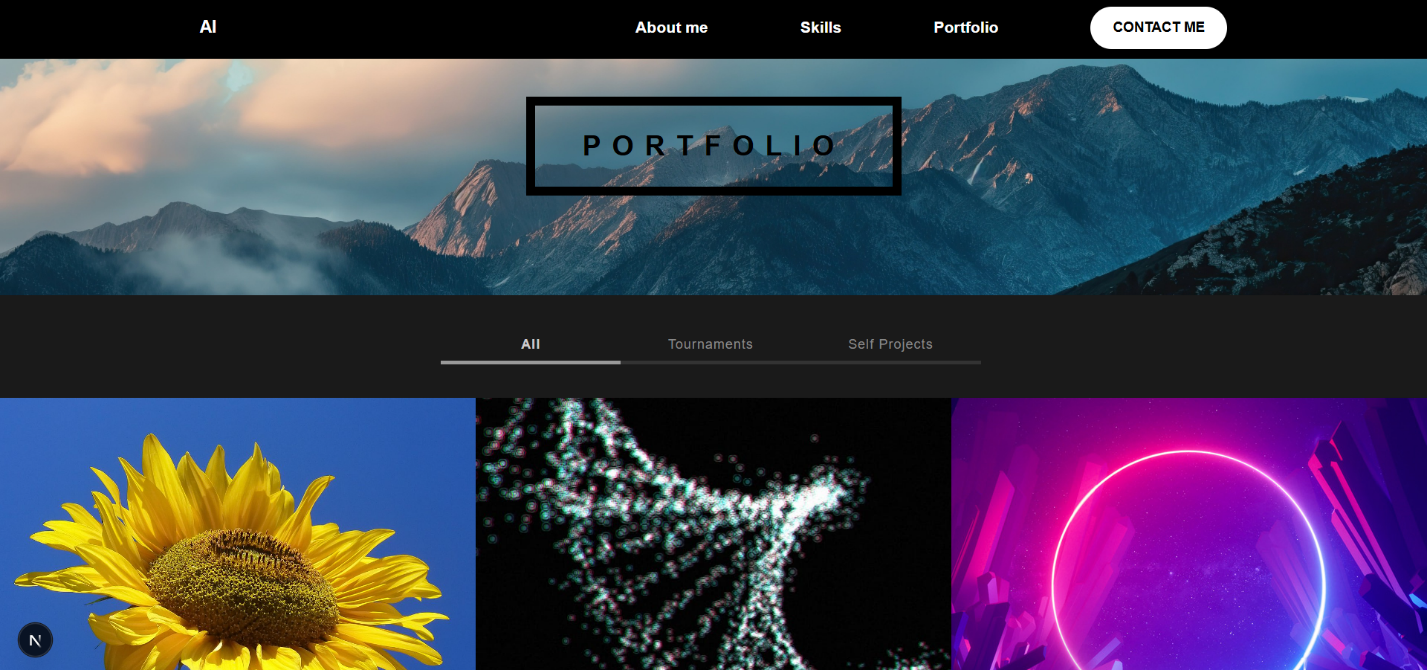 AI
About me
Skills
Portfolio
CONTACT ME
PORTFOLIO
All
Tournaments
Self Projects
N